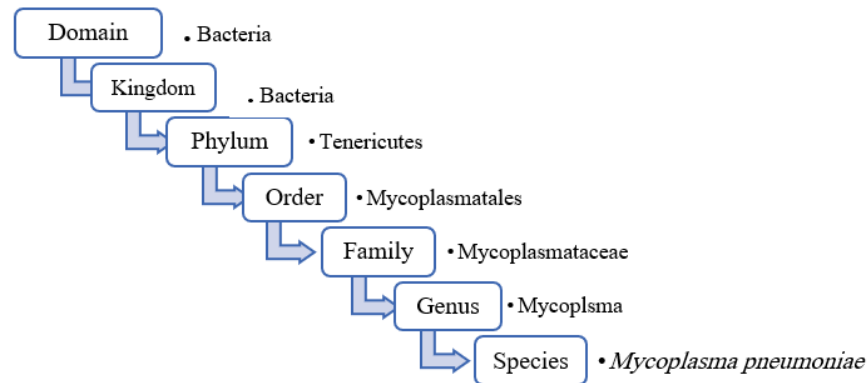 Domain • Bacteria
Kingdom • Bacteria
Phylum • Tenericutes
Order • Mycoplasmatales
Family • Mycoplasmataceae
Genus • Mycoplsma
Species • Mycoplasma pneumoniae